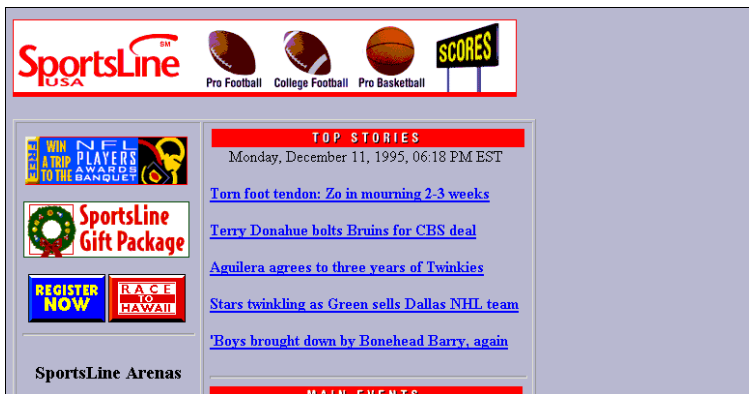 SportsLine SM
USA
Pro Football College Football Pro Basketball
SCORES
FREE
WIN A TRIP TO THE
NFL PLAYERS AWARDS BANQUET
SportsLine
Gift Package
REGISTER NOW
RACE TO HAWAII
SportsLine Arenas
TOP STORIES
Monday, December 11, 1995, 06:18 PM EST
Torn foot tendon: Zo in mourning 2-3 weeks
Terry Donahue bolts Bruins for CBS deal
Aguilera agrees to three years of Twinkies
Stars twinkling as Green sells Dallas NHL team
'Boys brought down by Bonehead Barry, again
MAIN EVENTS